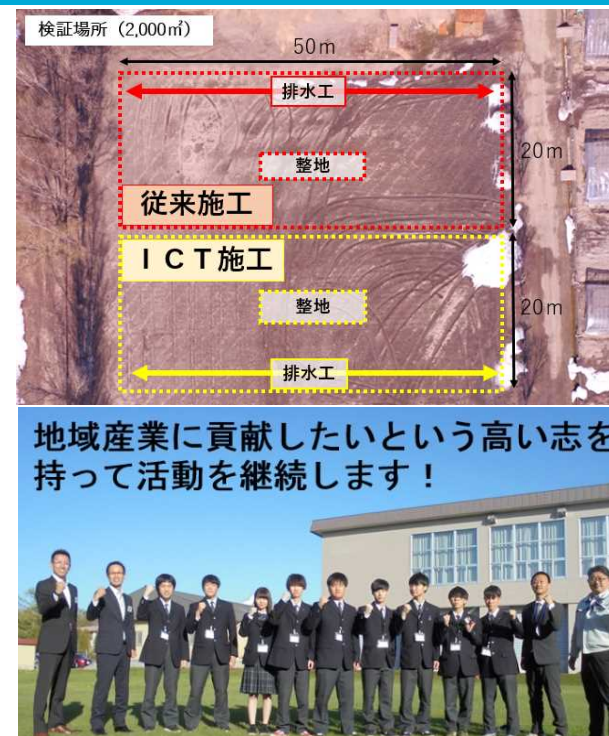 検証場所（2,000㎡）
50m
排水工
整地
20m
従来施工
ＩＣＴ施工
整地
20m
排水工
地域産業に貢献したいという高い志を
持って活動を継続します！